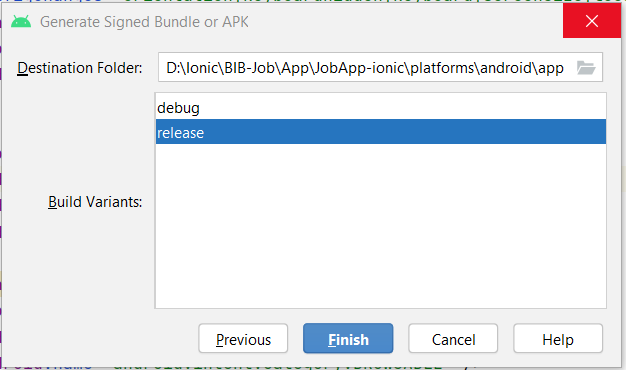 Generate Signed Bundle or APK
Destination Folder:
D:\Ionic\BIB-Job\App\JobApp-ionic\platforms\android\app
debug
release
Build Variants:
Previous
Finish
Cancel
Help